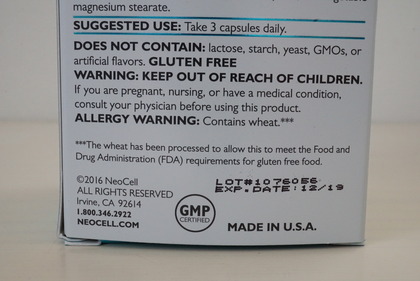 magnesium stearate.
SUGGESTED USE: Take 3 capsules daily.
DOES NOT CONTAIN: lactose, starch, yeast, GMOs, or
artificial flavors. GLUTEN FREE
WARNING: KEEP OUT OF REACH OF CHILDREN.
If you are pregnant, nursing, or have a medical condition,
consult your physician before using this product.
ALLERGY WARNING: Contains wheat.***
***The wheat has been processed to allow this to meet the Food and
Drug Administration (FDA) requirements for gluten free food.
©2016 NeoCell
ALL RIGHTS RESERVED
Irvine, CA 92614
1.800.346.2922
NEOCELL.COM
GMP
CERTIFIED
LOT#10760E6
EXP.DATE:12/19
MADE IN U.S.A.